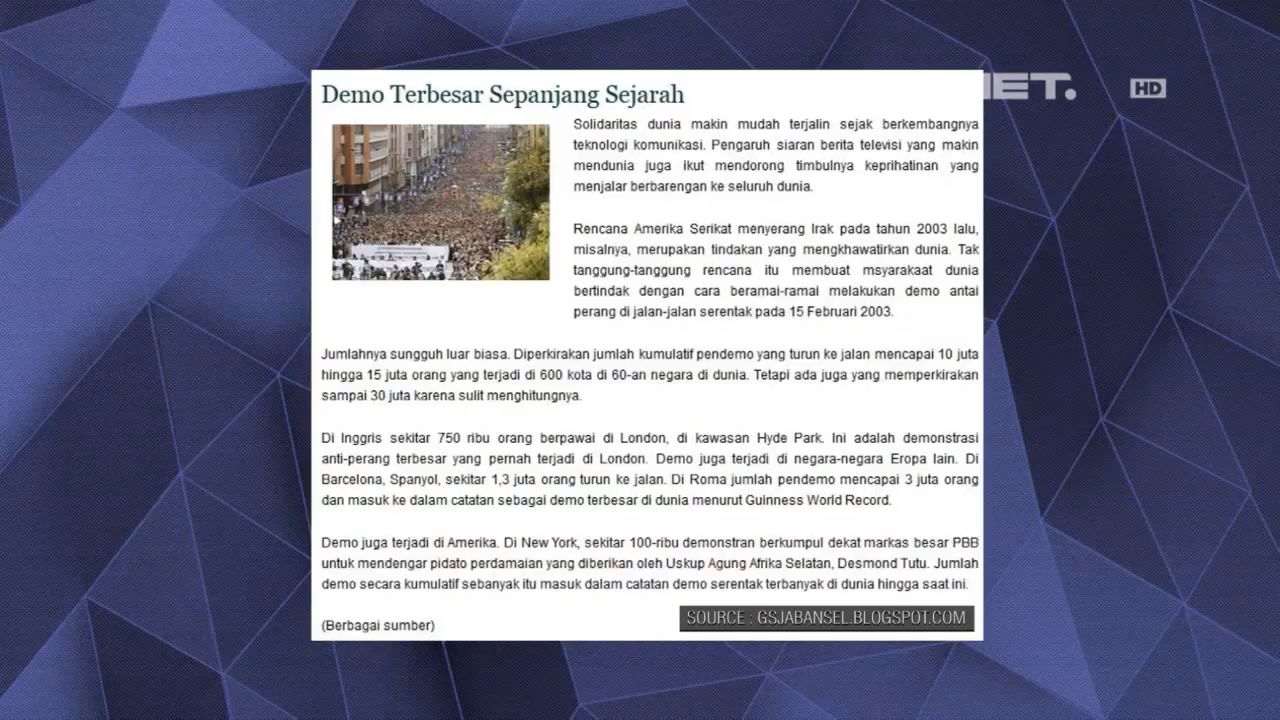 Demo Terbesar Sepanjang Sejarah
NET.
HD
Solidaritas dunia makin mudah terjalin sejak berkembangnya
teknologi komunikasi. Pengaruh siaran berita televisi yang makin
mendunia juga ikut mendorong timbulnya keprihatinan yang
menjalar berbarengan ke seluruh dunia.
Rencana Amerika Serikat menyerang Irak pada tahun 2003 lalu,
misalnya, merupakan tindakan yang mengkhawatirkan dunia. Tak
tanggung-tanggung rencana itu membuat msyarakaat dunia
bertindak dengan cara beramai-ramai melakukan demo antai
perang di jalan-jalan serentak pada 15 Februari 2003.
Jumlahnya sungguh luar biasa. Diperkirakan jumlah kumulatif pendemo yang turun ke jalan mencapai 10 juta
hingga 15 juta orang yang terjadi di 600 kota di 60-an negara di dunia. Tetapi ada juga yang memperkirakan
sampai 30 juta karena sulit menghitungnya.
Di Inggris sekitar 750 ribu orang berpawai di London, di kawasan Hyde Park. Ini adalah demonstrasi
anti-perang terbesar yang pernah terjadi di London. Demo juga terjadi di negara-negara Eropa lain. Di
Barcelona, Spanyol, sekitar 1,3 juta orang turun ke jalan. Di Roma jumlah pendemo mencapai 3 juta orang
dan masuk ke dalam catatan sebagai demo terbesar di dunia menurut Guinness World Record.
Demo juga terjadi di Amerika. Di New York, sekitar 100-ribu demonstran berkumpul dekat markas besar PBB
untuk mendengar pidato perdamaian yang diberikan oleh Uskup Agung Afrika Selatan, Desmond Tutu. Jumlah
demo secara kumulatif sebanyak itu masuk dalam catatan demo serentak terbanyak di dunia hingga saat ini.
(Berbagai sumber)
SOURCE : GSJABANSEL.BLOGSPOT.COM